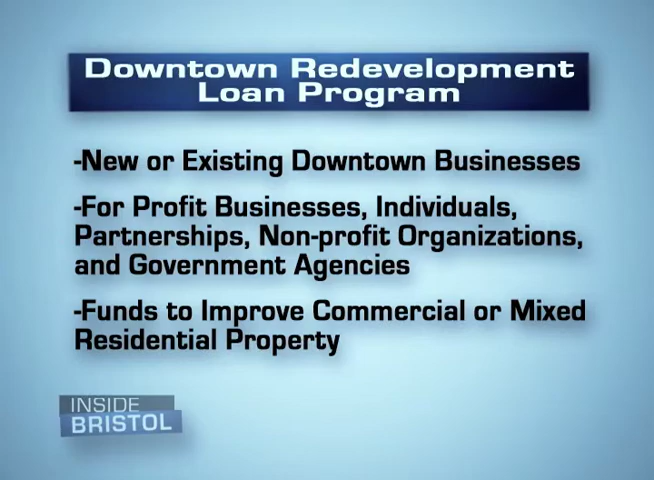 Downtown Redevelopment
Loan Program
-New or Existing Downtown Businesses
-For Profit Businesses, Individuals,
Partnerships, Non-profit Organizations,
and Government Agencies
-Funds to Improve Commercial or Mixed
Residential Property
INSIDE
BRISTOL